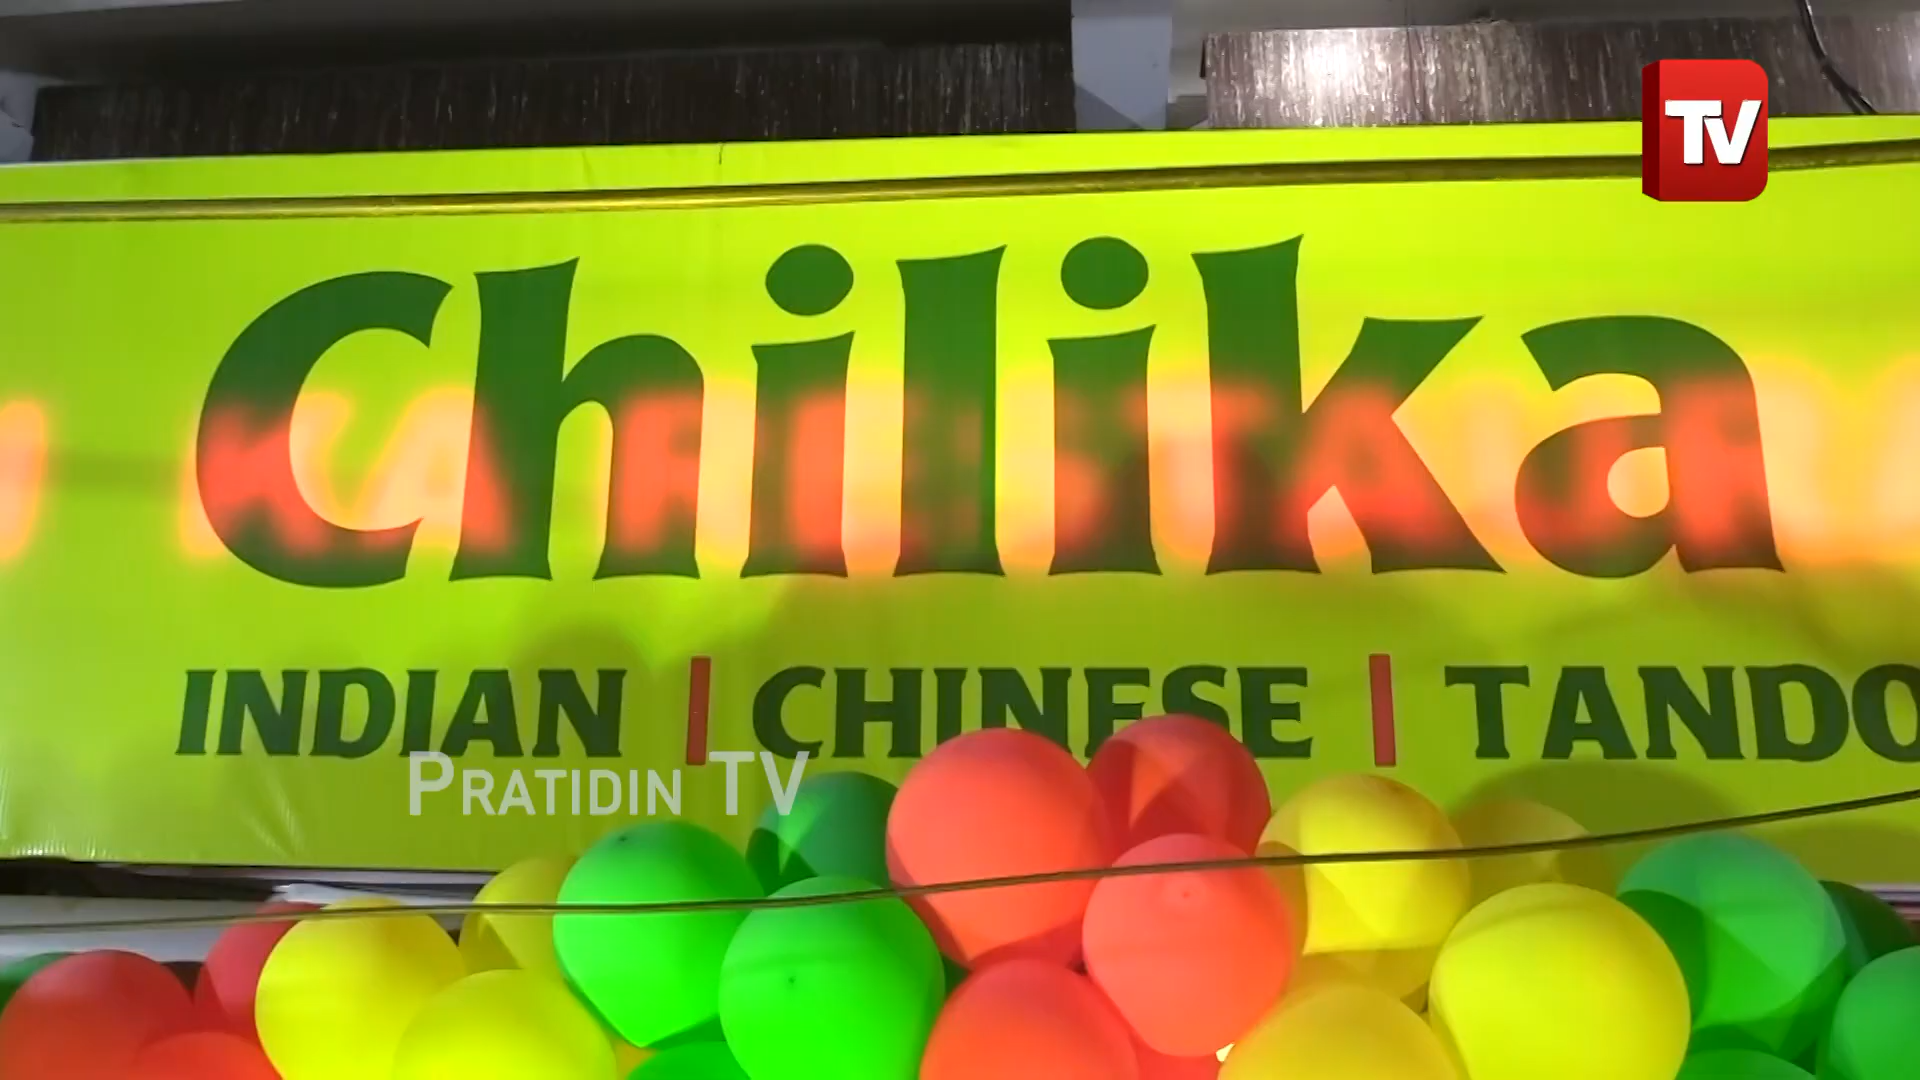 TV
Chilika
INDIAN | CHINESE | TANDO
PRATIDIN TV